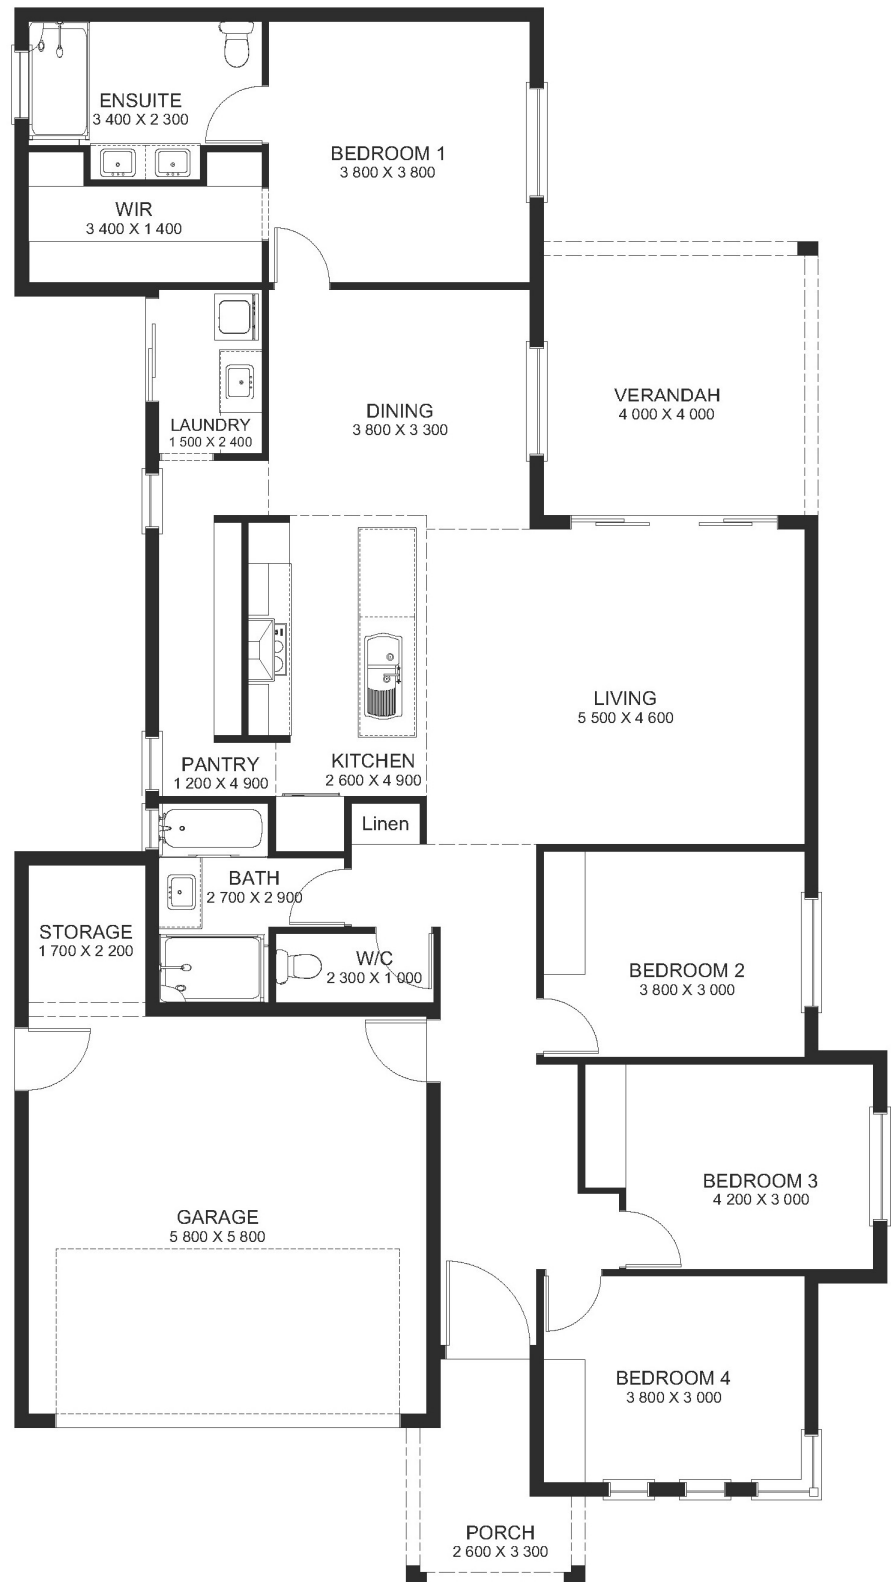 ENSUITE
3 400 X 2 300
BEDROOM 1
3 800 X 3 800
WIR
3 400 X 1 400
LAUNDRY
1 500 X 2 400
DINING
3 800 X 3 300
VERANDAH
4 000 X 4 000
LIVING
5 500 X 4 600
PANTRY
1 200 X 4 900
KITCHEN
2 600 X 4 900
Linen
BATH
2 700 X 2 900
STORAGE
1 700 X 2 200
W/C
2 300 X 1 000
BEDROOM 2
3 800 X 3 000
BEDROOM 3
4 200 X 3 000
GARAGE
5 800 X 5 800
BEDROOM 4
3 800 X 3 000
PORCH
2 600 X 3 300